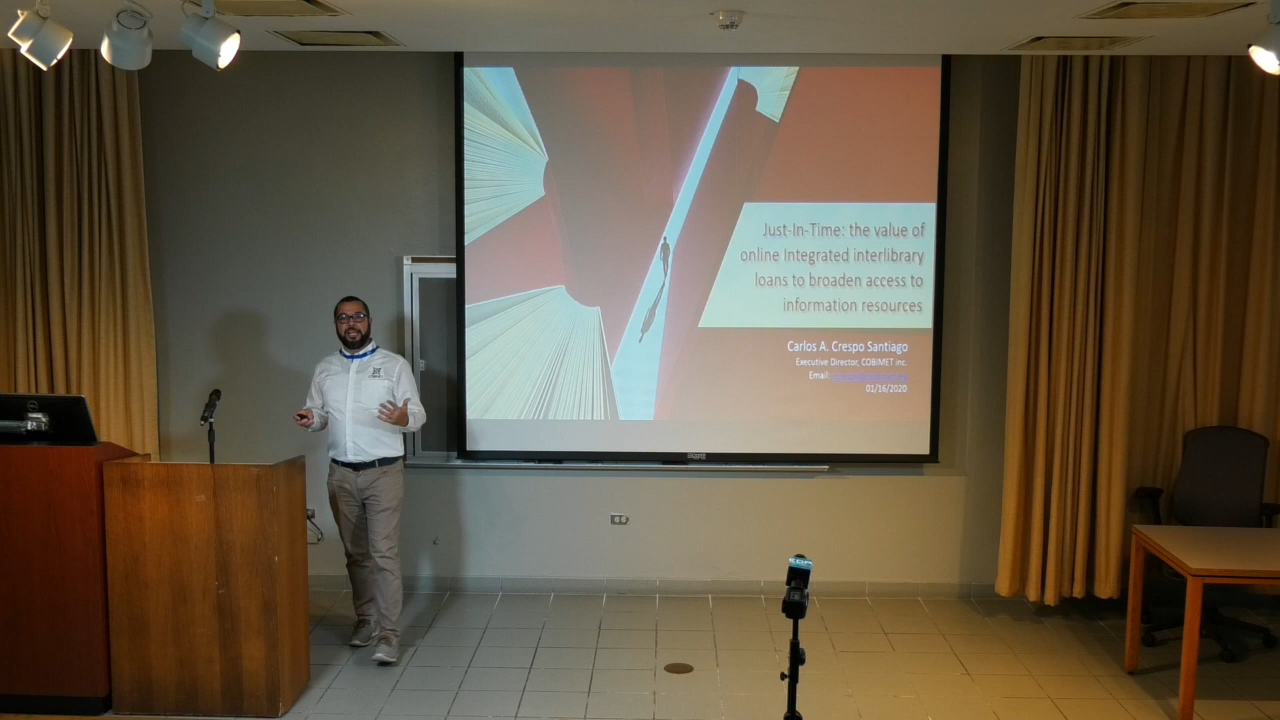 Just-In-Time: the value of
online Integrated interlibrary
loans to broaden access to
information resources
Carlos A. Crespo Santiago
Executive Director, COBIMET inc.
Email:
01/16/2020